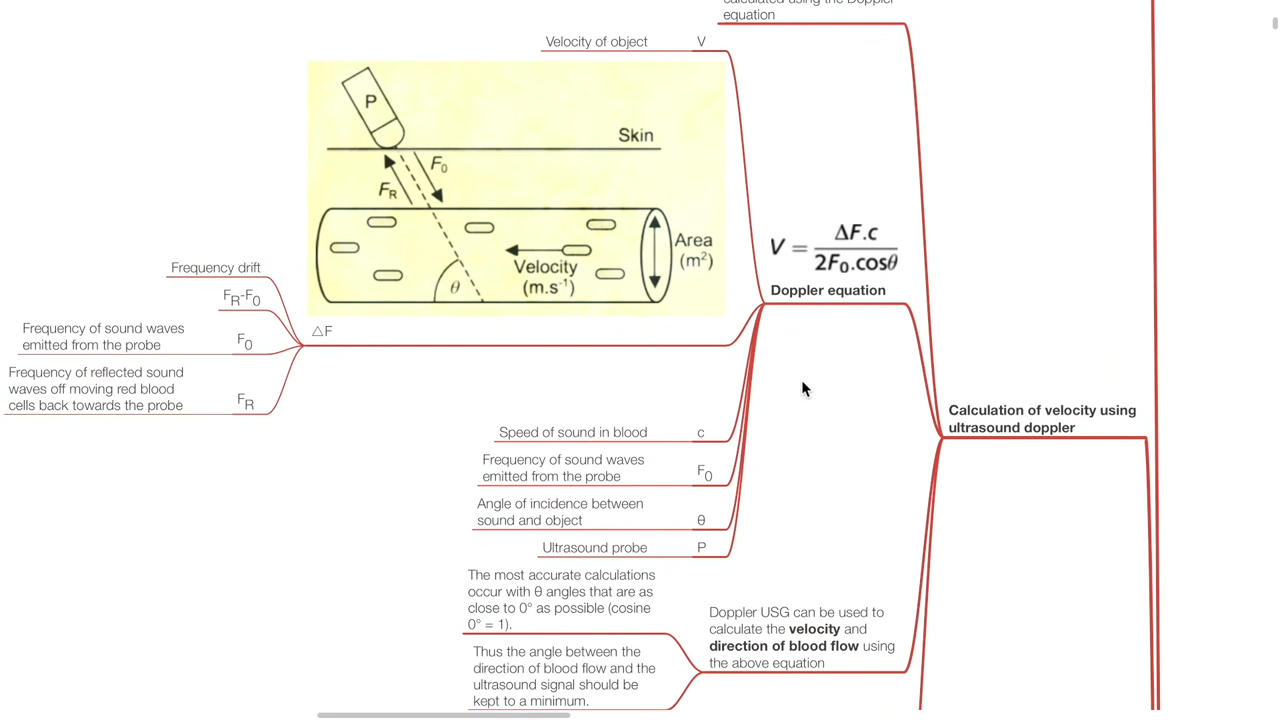 calculated using the Doppler
equation
Velocity of object V
P
Skin
F0
FR
Area
(m²)
Velocity
(m.s⁻¹)
θ
V = ΔF.c
2F0.cosθ
Doppler equation
Frequency drift
FR-F0
Frequency of sound waves
emitted from the probe F0
Frequency of reflected sound
waves off moving red blood
cells back towards the probe FR
△F
Speed of sound in blood c
Frequency of sound waves
emitted from the probe F0
Angle of incidence between
sound and object θ
Ultrasound probe P
Calculation of velocity using
ultrasound doppler
The most accurate calculations
occur with θ angles that are as
close to 0° as possible (cosine
0° = 1).
Thus the angle between the
direction of blood flow and the
ultrasound signal should be
kept to a minimum.
Doppler USG can be used to
calculate the velocity and
direction of blood flow using
the above equation